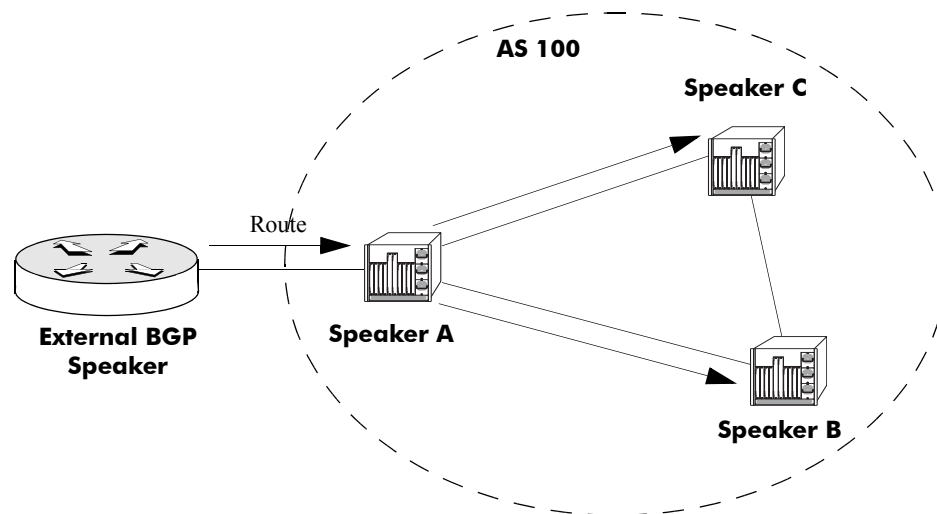 AS 100
Speaker C
Route
Speaker A
External BGP
Speaker
Speaker B